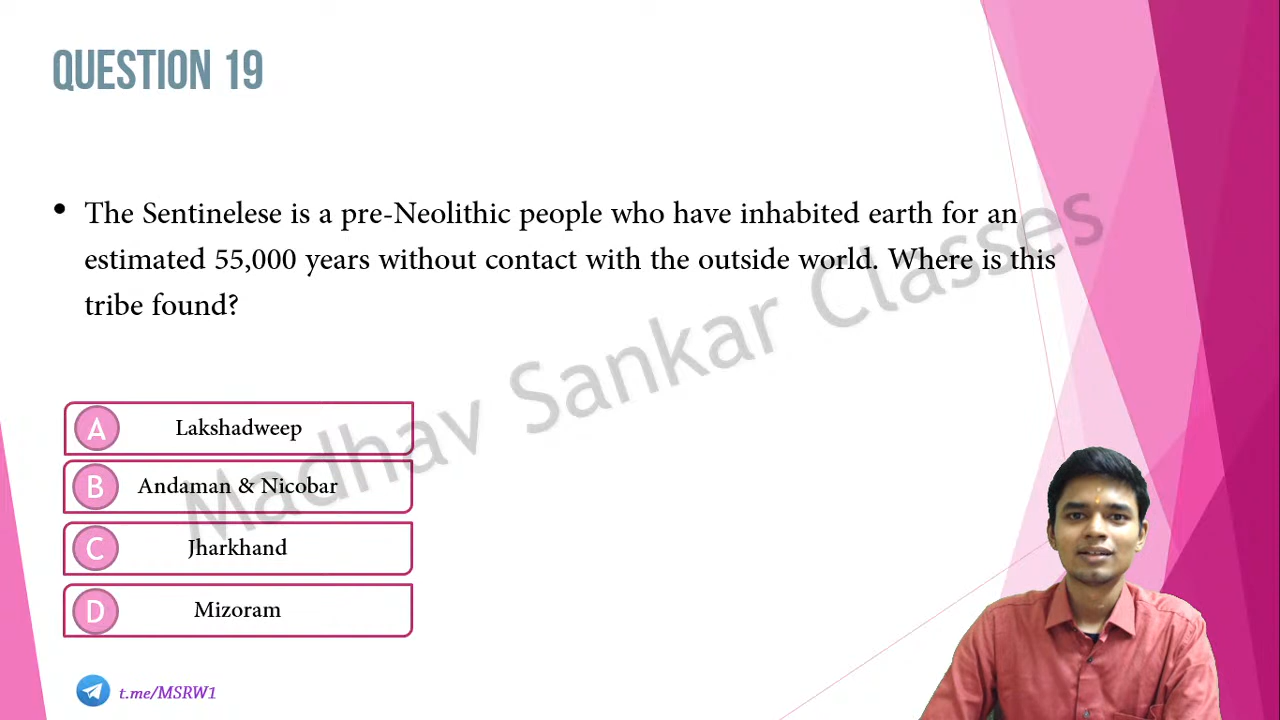 QUESTION 19
• The Sentinelese is a pre-Neolithic people who have inhabited earth for an
estimated 55,000 years without contact with the outside world. Where is this
tribe found?
Madhav Sankar Classes
A Lakshadweep
B Andaman & Nicobar
C Jharkhand
D Mizoram
t.me/MSRW1